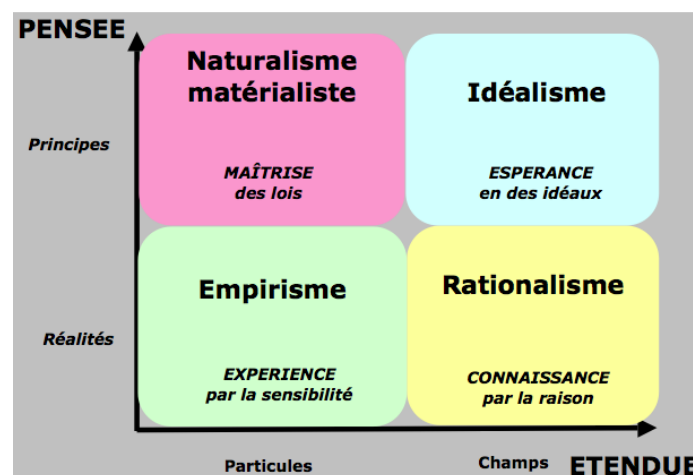 PENSEE
Naturalisme
matérialiste
Idéalisme
Principes
MAÎTRISE
des lois
ESPERANCE
en des idéaux
Empirisme
Rationalisme
Réalités
EXPERIENCE
par la sensibilité
CONNAISSANCE
par la raison
Particules
Champs
ETENDUE